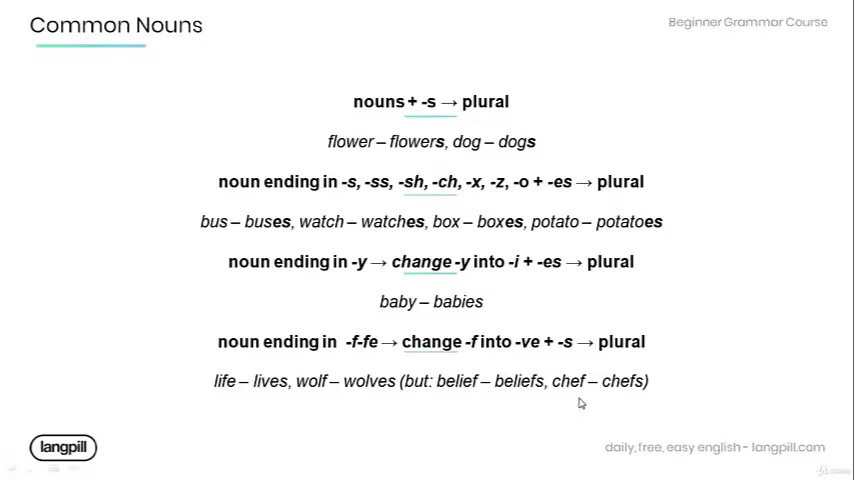 Common Nouns
Beginner Grammar Course
nouns + -s → plural
flower – flowers, dog – dogs
noun ending in -s, -ss, -sh, -ch, -x, -z, -o + -es → plural
bus – buses, watch – watches, box – boxes, potato – potatoes
noun ending in -y → change -y into -i + -es → plural
baby – babies
noun ending in -f-fe → change -f into -ve + -s → plural
life – lives, wolf – wolves (but: belief – beliefs, chef – chefs)
langpill
daily, free, easy english - langpill.com